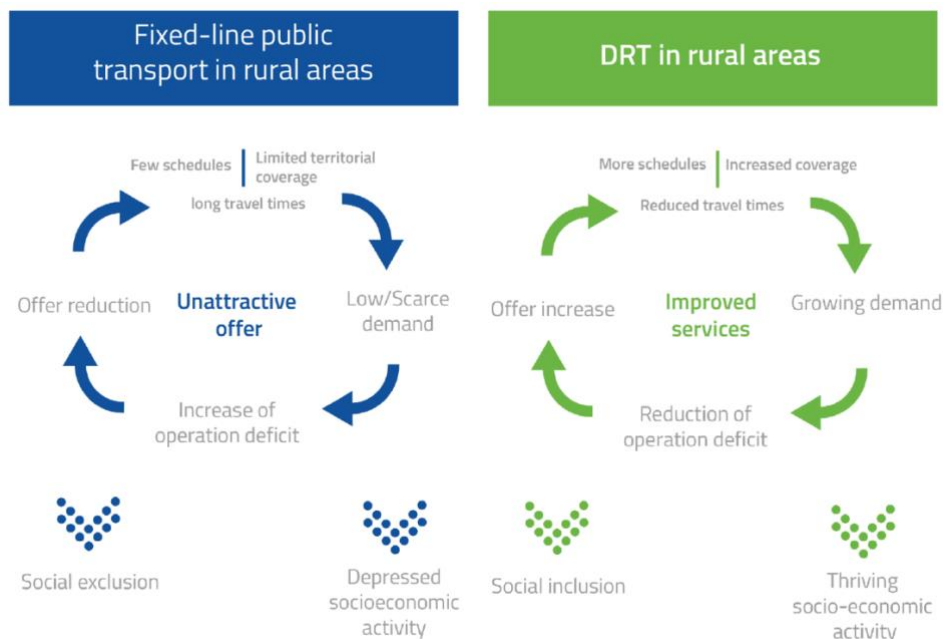 Fixed-line public
transport in rural areas
Few schedules
Limited territorial
coverage
long travel times
Offer reduction
Unattractive
offer
Low/Scarce
demand
Increase of
operation deficit
Social exclusion
Depressed
socioeconomic
activity
DRT in rural areas
More schedules
Increased coverage
Reduced travel times
Offer increase
Improved
services
Growing demand
Reduction of
operation deficit
Social inclusion
Thriving
socio-economic
activity